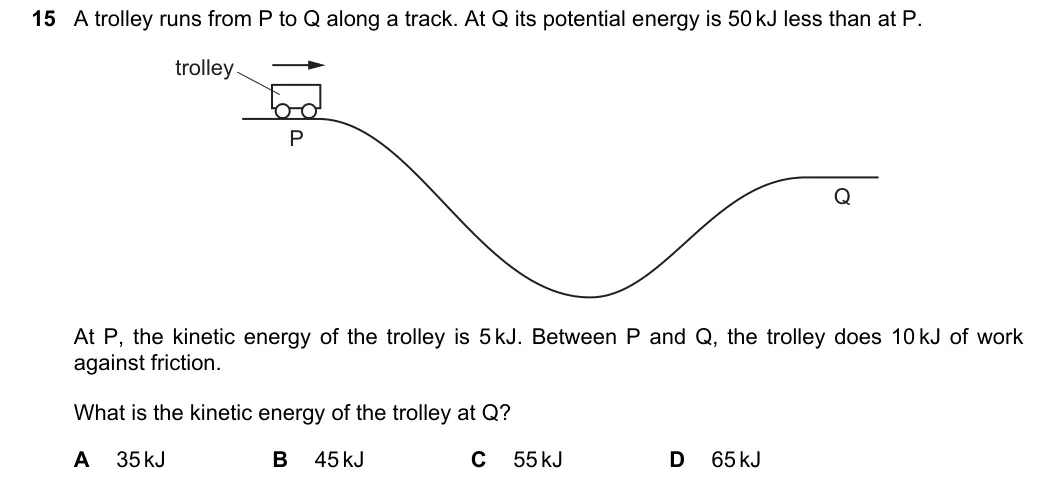 15 A trolley runs from P to Q along a track. At Q its potential energy is 50 kJ less than at P.
trolley
P
Q
At P, the kinetic energy of the trolley is 5 kJ. Between P and Q, the trolley does 10 kJ of work
against friction.
What is the kinetic energy of the trolley at Q?
A 35 kJ B 45 kJ C 55 kJ D 65 kJ